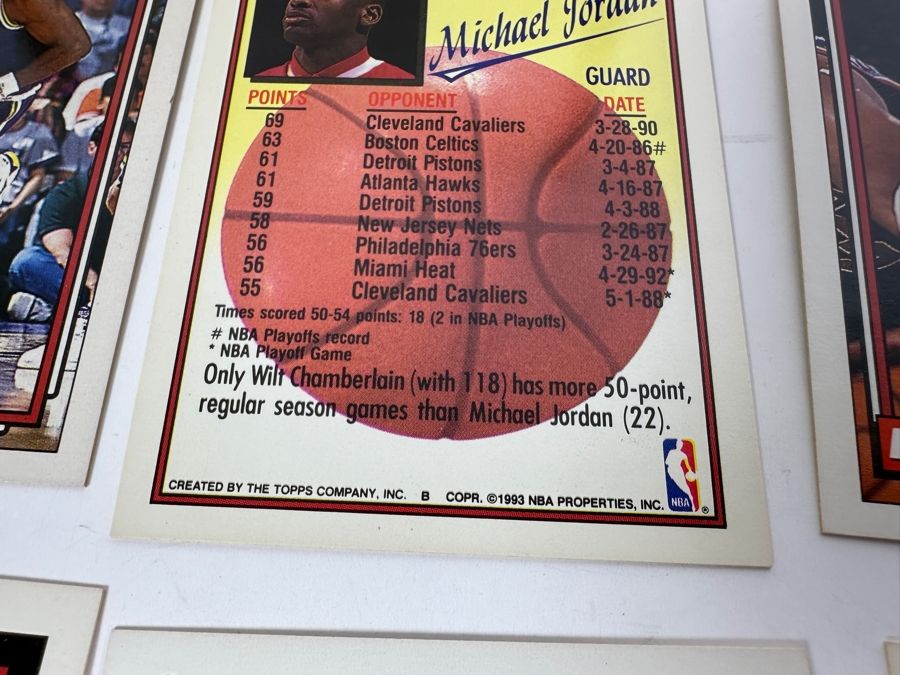 Michael Jordan
GUARD
POINTS OPPONENT DATE
69 Cleveland Cavaliers 3-28-90
63 Boston Celtics 4-20-86#
61 Detroit Pistons 3-4-87
61 Atlanta Hawks 4-16-87
59 Detroit Pistons 4-3-88
58 New Jersey Nets 2-26-87
56 Philadelphia 76ers 3-24-87
56 Miami Heat 4-29-92*
55 Cleveland Cavaliers 5-1-88*
Times scored 50-54 points: 18 (2 in NBA Playoffs)
# NBA Playoffs record
* NBA Playoff Game
Only Wilt Chamberlain (with 118) has more 50-point,
regular season games than Michael Jordan (22).
NBA ®
CREATED BY THE TOPPS COMPANY, INC. B COPR. ©1993 NBA PROPERTIES, INC.